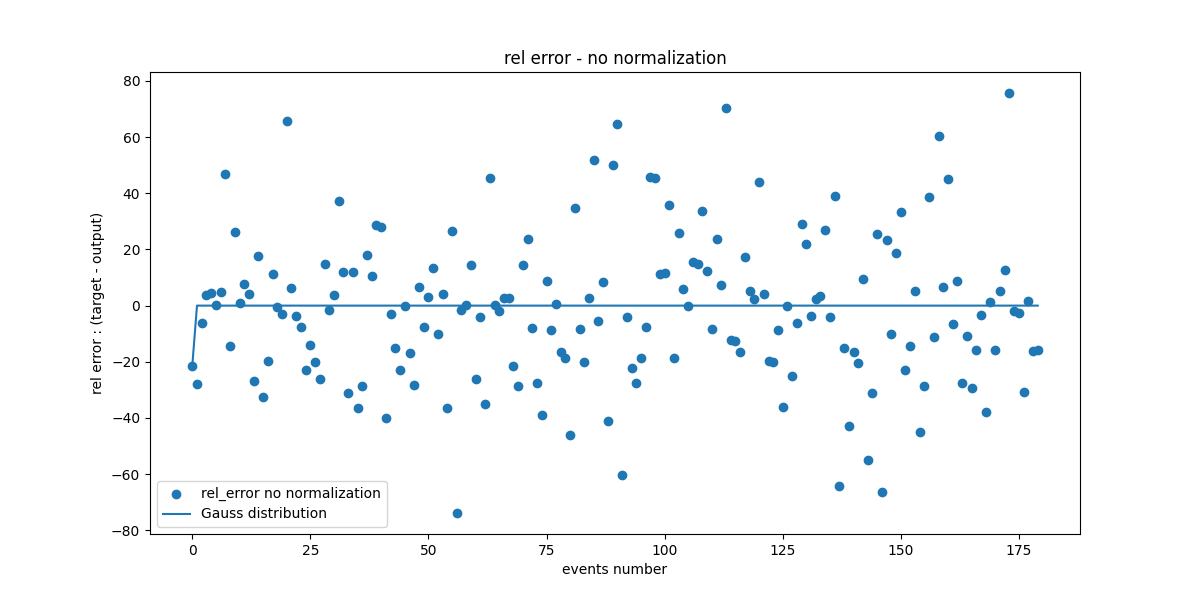 rel error - no normalization
rel error : (target - output)
80
60
40
20
0
−20
−40
−60
−80
rel_error no normalization
Gauss distribution
0 25 50 75 100 125 150 175
events number